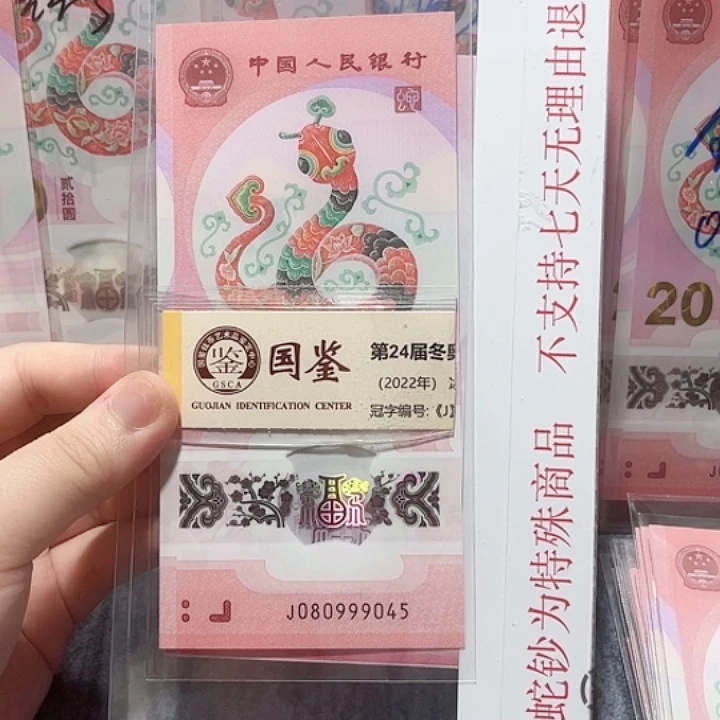 中国人民银行
贰拾圆
国鉴
GSCA
GUOJIAN IDENTIFICATION CENTER
第24届冬奥
(2022年) 冰
冠字编号:《J
J080999045
蛇钞为特殊商品 不支持七天无理由退
20